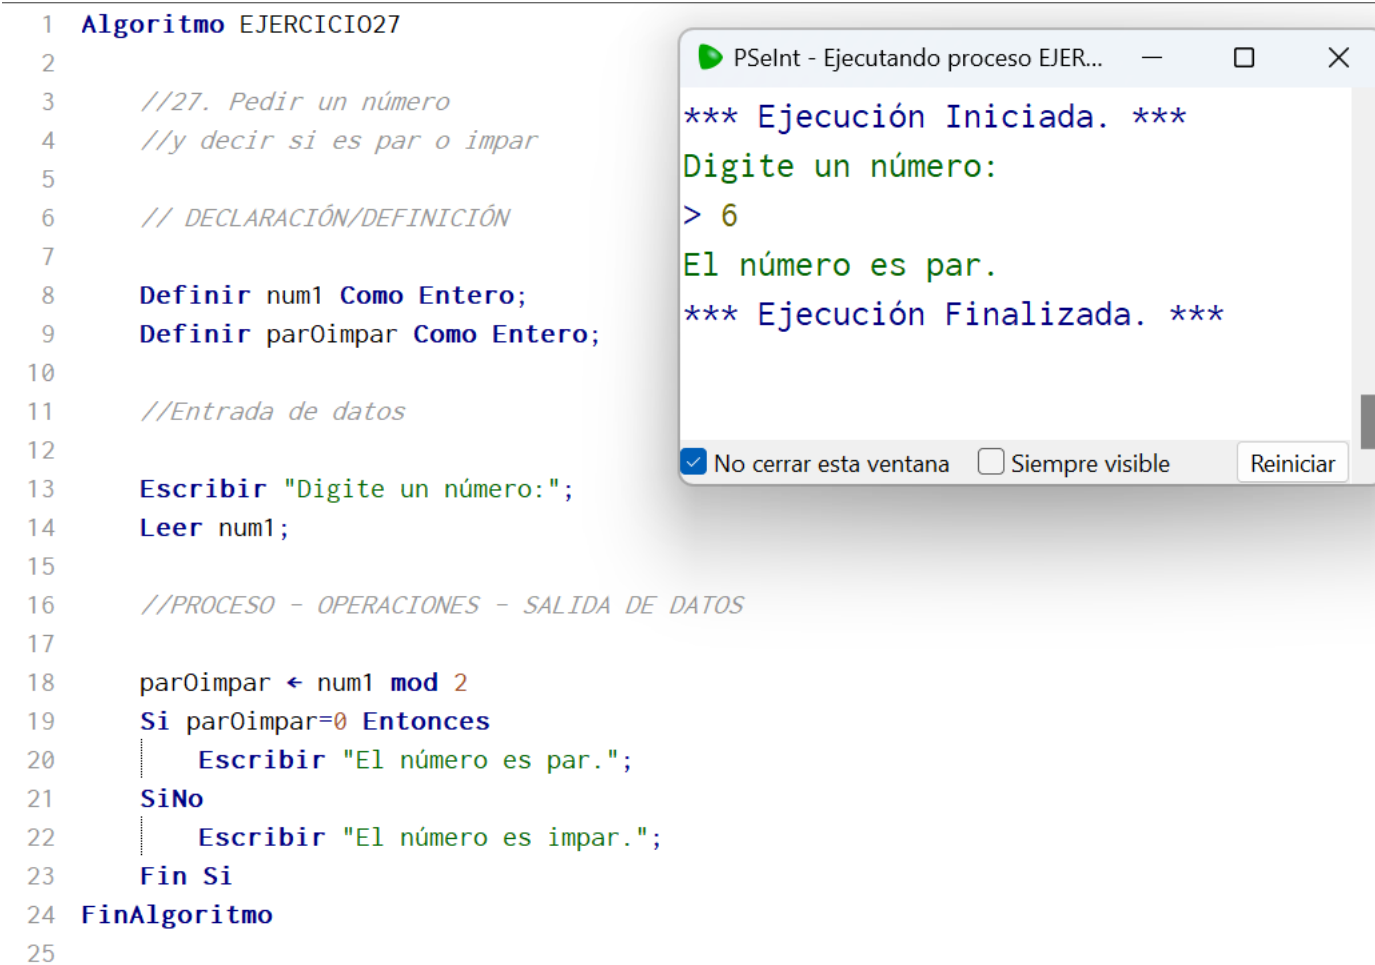 1 Algoritmo EJERCICIO27
2
3 //27. Pedir un número
4 //y decir si es par o impar
5
6 // DECLARACIÓN/DEFINICIÓN
7
8 Definir num1 Como Entero;
9 Definir parOimpar Como Entero;
10
11 //Entrada de datos
12
13 Escribir "Digite un número:";
14 Leer num1;
15
16 //PROCESO - OPERACIONES - SALIDA DE DATOS
17
18 parOimpar ← num1 mod 2
19 Si parOimpar=0 Entonces
20 Escribir "El número es par.";
21 SiNo
22 Escribir "El número es impar.";
23 Fin Si
24 FinAlgoritmo
25
PSeInt - Ejecutando proceso EJER...
*** Ejecución Iniciada. ***
Digite un número:
> 6
El número es par.
*** Ejecución Finalizada. ***
No cerrar esta ventana Siempre visible Reiniciar